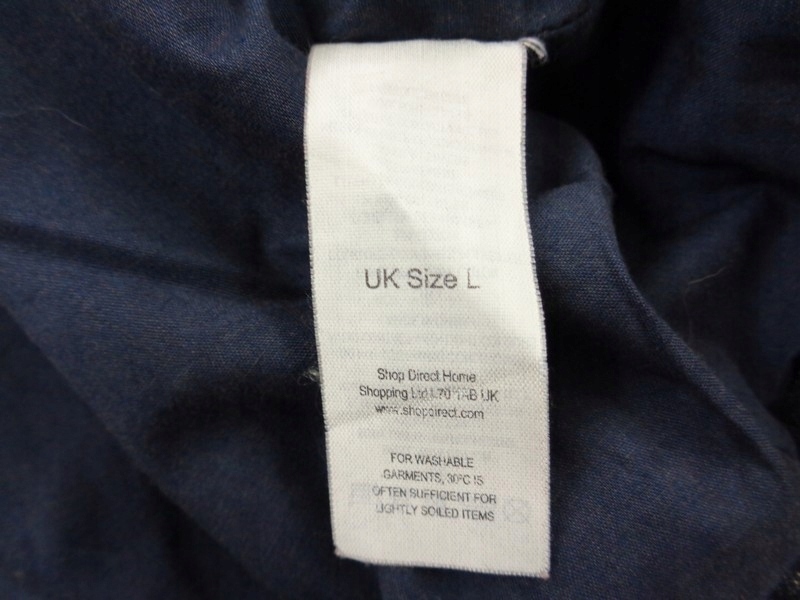 UK Size L
Shop Direct Home
Shopping Ltd L70 1AB UK
www.shopdirect.com
FOR WASHABLE
GARMENTS, 30°C IS
OFTEN SUFFICIENT FOR
LIGHTLY SOILED ITEMS